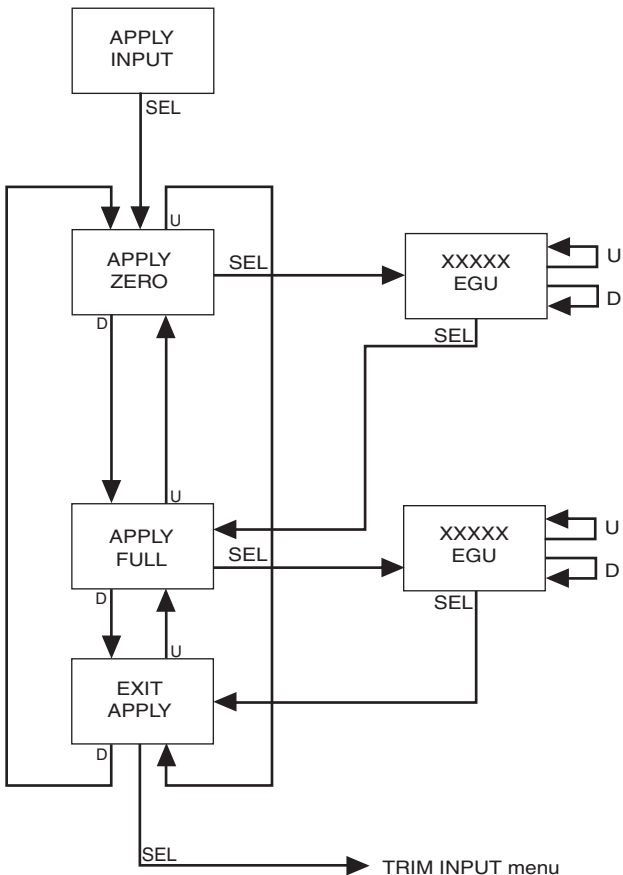 APPLY
INPUT
SEL
U
APPLY
ZERO
SEL
XXXXX
EGU
U
D
D
SEL
U
APPLY
FULL
SEL
XXXXX
EGU
U
D
D
SEL
U
EXIT
APPLY
D
SEL
TRIM INPUT menu